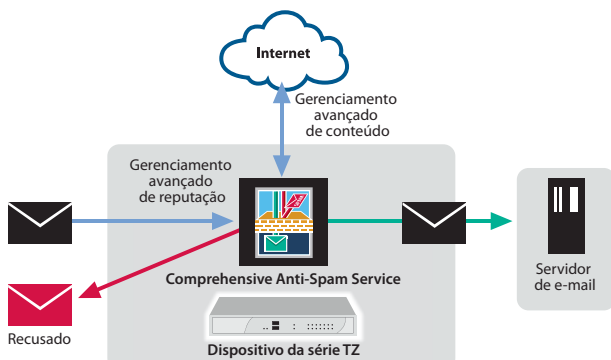 Internet
Gerenciamento
avançado
de conteúdo
Gerenciamento
avançado
de reputação
Comprehensive Anti-Spam Service
Servidor
de e-mail
Recusado
Dispositivo da série TZ